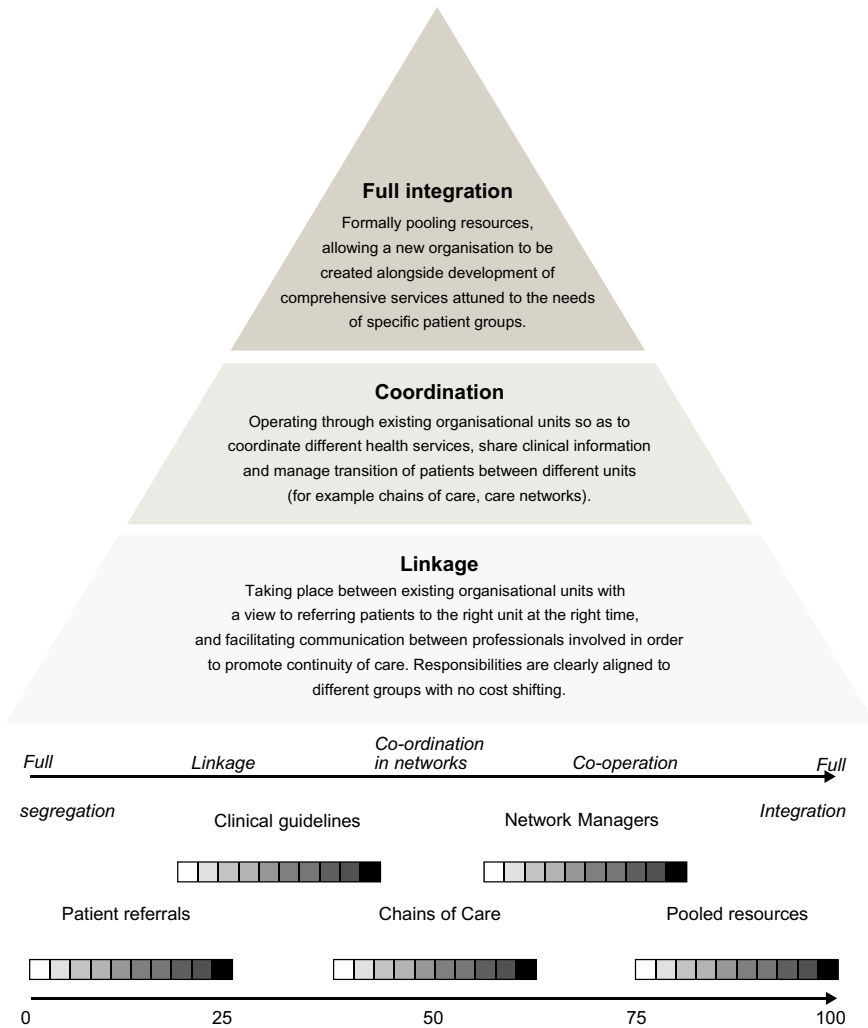 Full integration
Formally pooling resources,
allowing a new organisation to be
created alongside development of
comprehensive services attuned to the needs
of specific patient groups.
Coordination
Operating through existing organisational units so as to
coordinate different health services, share clinical information
and manage transition of patients between different units
(for example chains of care, care networks).
Linkage
Taking place between existing organisational units with
a view to referring patients to the right unit at the right time,
and facilitating communication between professionals involved in order
to promote continuity of care. Responsibilities are clearly aligned to
different groups with no cost shifting.
Full
segregation
Linkage
Co-ordination
in networks
Co-operation
Full
Integration
Clinical guidelines
Network Managers
Patient referrals
Chains of Care
Pooled resources
0
25
50
75
100